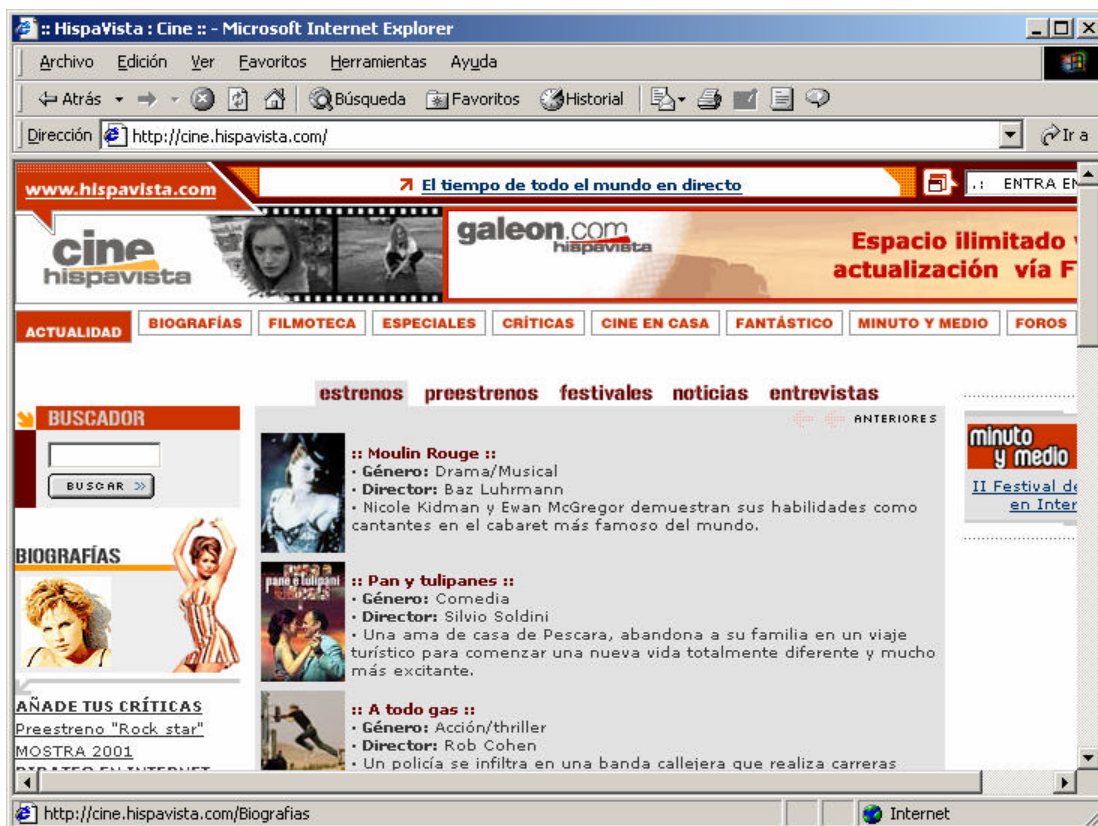 :: HispaVista : Cine :: - Microsoft Internet Explorer
Archivo Edición Ver Favoritos Herramientas Ayuda
Atrás Búsqueda Favoritos Historial
Dirección http://cine.hispavista.com/ Ir a
www.hispavista.com El tiempo de todo el mundo en directo .: ENTRA EN
cine
hispavista
galeon.com
hispavista
Espacio ilimitado
actualización vía F
ACTUALIDAD BIOGRAFÍAS FILMOTECA ESPECIALES CRÍTICAS CINE EN CASA FANTÁSTICO MINUTO Y MEDIO FOROS
estrenos preestrenos festivales noticias entrevistas
BUSCADOR
BUSCAR
ANTERIORES
:: Moulin Rouge ::
· Género: Drama/Musical
· Director: Baz Luhrmann
· Nicole Kidman y Ewan McGregor demuestran sus habilidades como
cantantes en el cabaret más famoso del mundo.
minuto
y medio
II Festival de
en Inter
BIOGRAFÍAS
pane e tulipani
:: Pan y tulipanes ::
· Género: Comedia
· Director: Silvio Soldini
· Una ama de casa de Pescara, abandona a su familia en un viaje
turístico para comenzar una nueva vida totalmente diferente y mucho
más excitante.
AÑADE TUS CRÍTICAS
Preestreno "Rock star"
MOSTRA 2001
PIRATEO EN INTERNET
:: A todo gas ::
· Género: Acción/thriller
· Director: Rob Cohen
· Un policía se infiltra en una banda callejera que realiza carreras
http://cine.hispavista.com/Biografias Internet